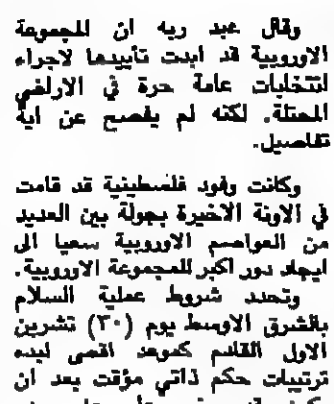 وقال عبد ربه ان المجموعة
الاوروبية قد ابدت تأييدها لاجراء
انتخابات عامة حرة في الاراضي
المحتلة. لكنه لم يفصح عن اية
تفاصيل.
وكانت وفود فلسطينية قد قامت
في الاونة الاخيرة بجولة بين العديد
من العواصم الاوروبية سعيا الى
ايجاد دور اكبر للمجموعة الاوروبية.
وتحدد شروط عملية السلام
بالشرق الاوسط يوم (٣٠) تشرين
الاول القادم كموعد اقصى لبدء
ترتيبات حكم ذاتي مؤقت بعد ان